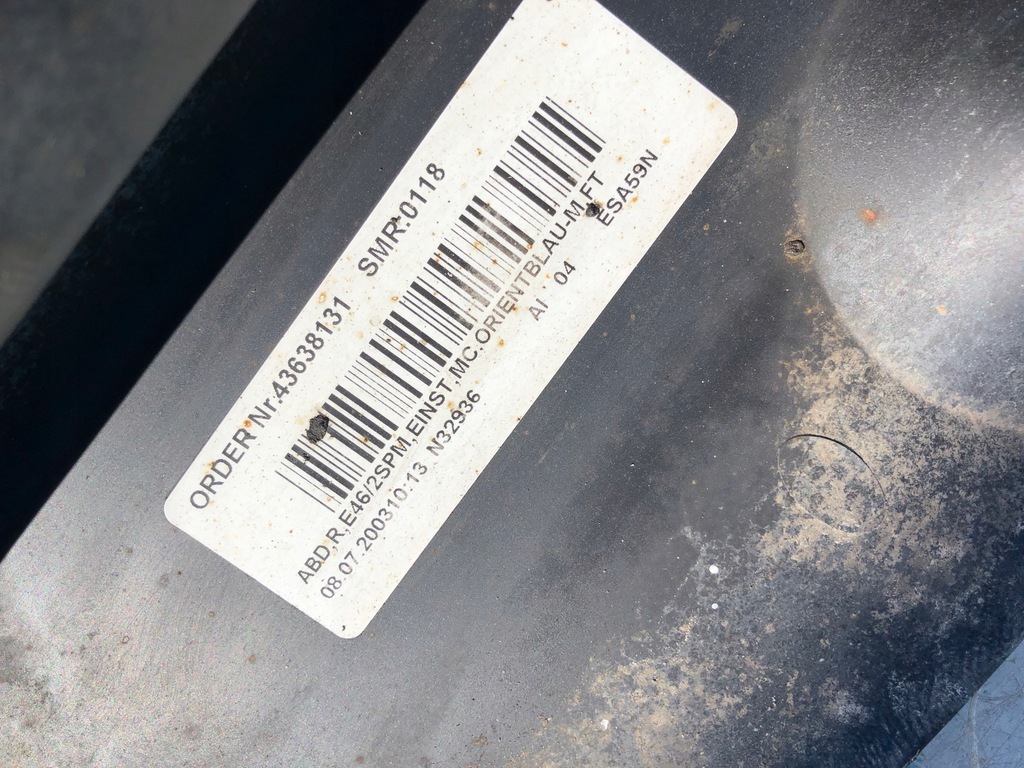 ORDER Nr.43638131 SMR:0118
ABD,R,E46/2SPM,EINST,MC.ORIENTBLAU-M,FT
08.07.200310:13 N32936 AI 04 ESA59N